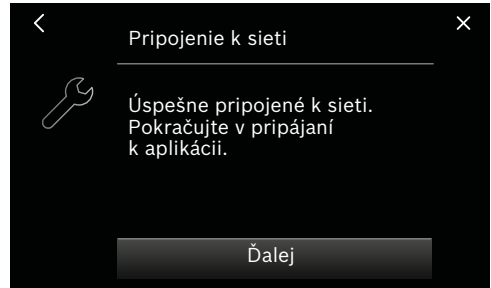 Pripojenie k sieti
Úspešne pripojené k sieti.
Pokračujte v pripájaní
k aplikácii.
Ďalej